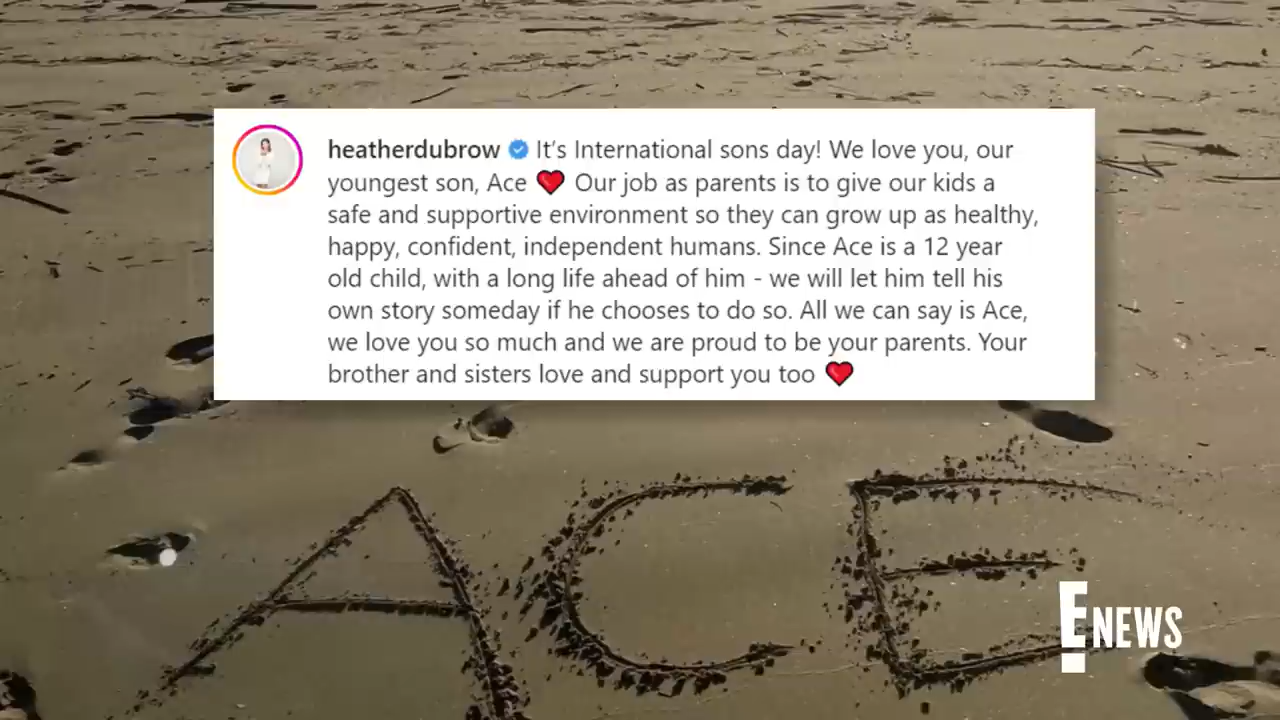 heatherdubrow It’s International sons day! We love you, our
youngest son, Ace ❤️ Our job as parents is to give our kids a
safe and supportive environment so they can grow up as healthy,
happy, confident, independent humans. Since Ace is a 12 year
old child, with a long life ahead of him - we will let him tell his
own story someday if he chooses to do so. All we can say is Ace,
we love you so much and we are proud to be your parents. Your
brother and sisters love and support you too ❤️
ACE
E! NEWS